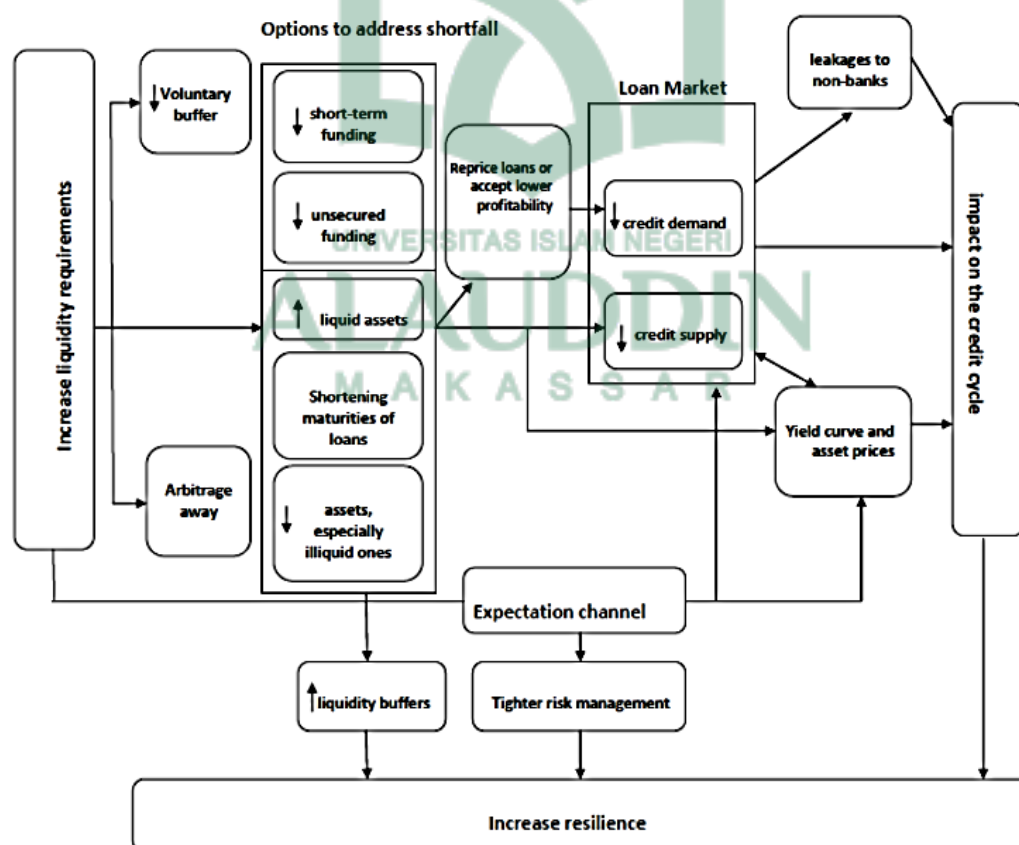 Options to address shortfall
Increase liquidity requirements
↓ Voluntary
buffer
Arbitrage
away
↓ short-term
funding
↓ unsecured
funding
↑ liquid assets
Shortening
maturities of
loans
↓ assets,
especially
illiquid ones
Reprice loans or
accept lower
profitability
Loan Market
↓ credit demand
↓ credit supply
leakages to
non-banks
Yield curve and
asset prices
impact on the credit cycle
UNIVERSITAS ISLAM NEGERI
ALAUDDIN
MAKASSAR
Expectation channel
↑ liquidity buffers
Tighter risk management
Increase resilience